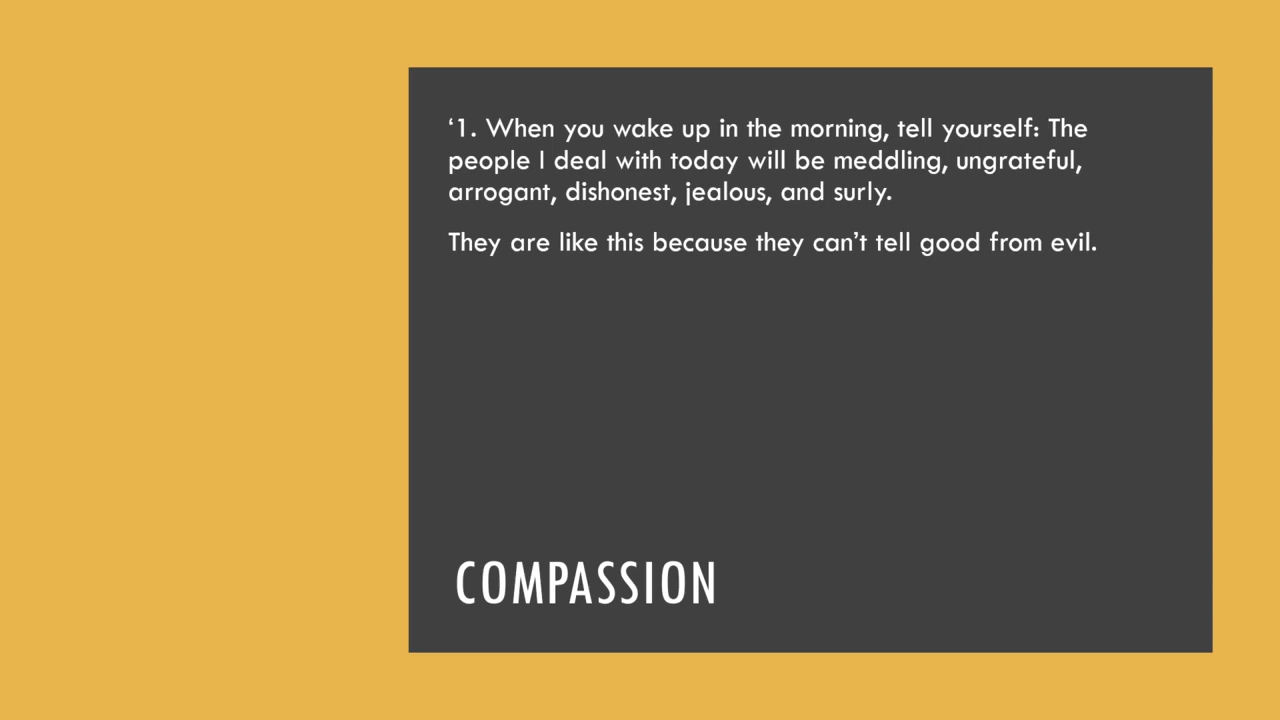 ‘1. When you wake up in the morning, tell yourself: The
people I deal with today will be meddling, ungrateful,
arrogant, dishonest, jealous, and surly.
They are like this because they can’t tell good from evil.
COMPASSION